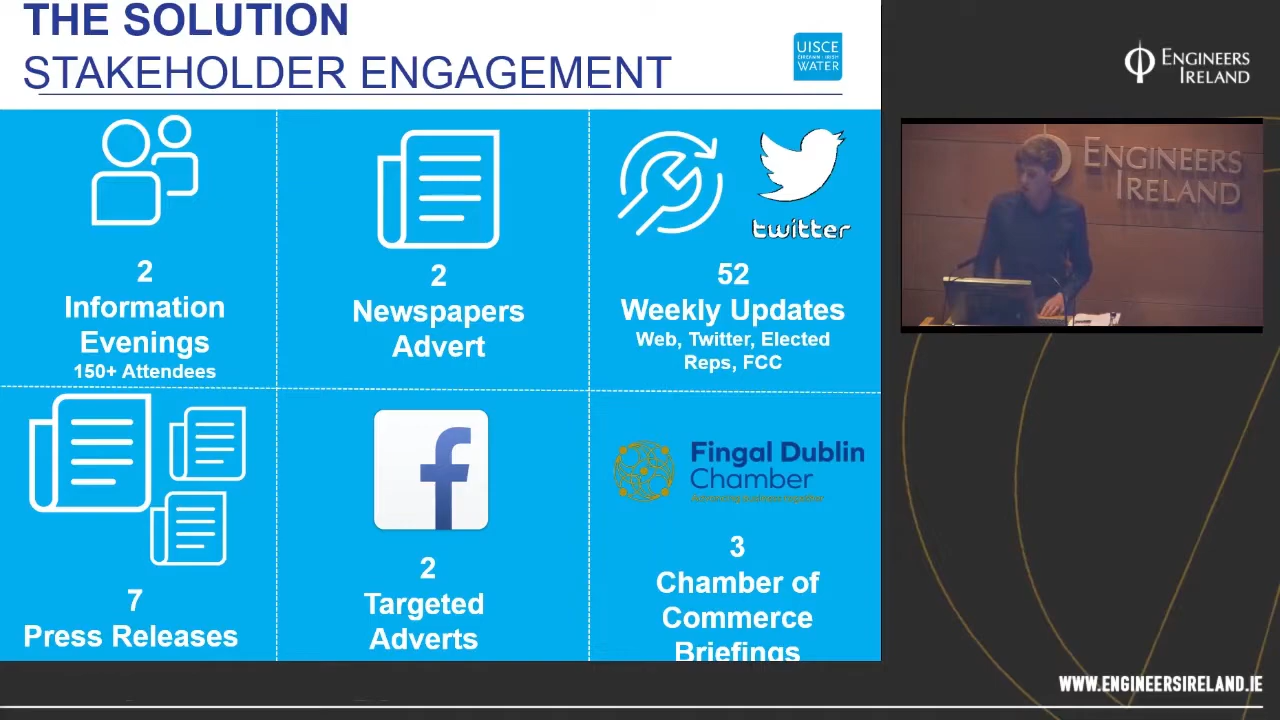 THE SOLUTION
STAKEHOLDER ENGAGEMENT
UISCE
ÉIREANN : IRISH
WATER
2
Information
Evenings
150+ Attendees
2
Newspapers
Advert
twitter
52
Weekly Updates
Web, Twitter, Elected
Reps, FCC
7
Press Releases
2
Targeted
Adverts
Fingal Dublin
Chamber
3
Chamber of
Commerce
Briefings
ENGINEERS
IRELAND
ENGINEERS
IRELAND
WWW.ENGINEERSIRELAND.IE